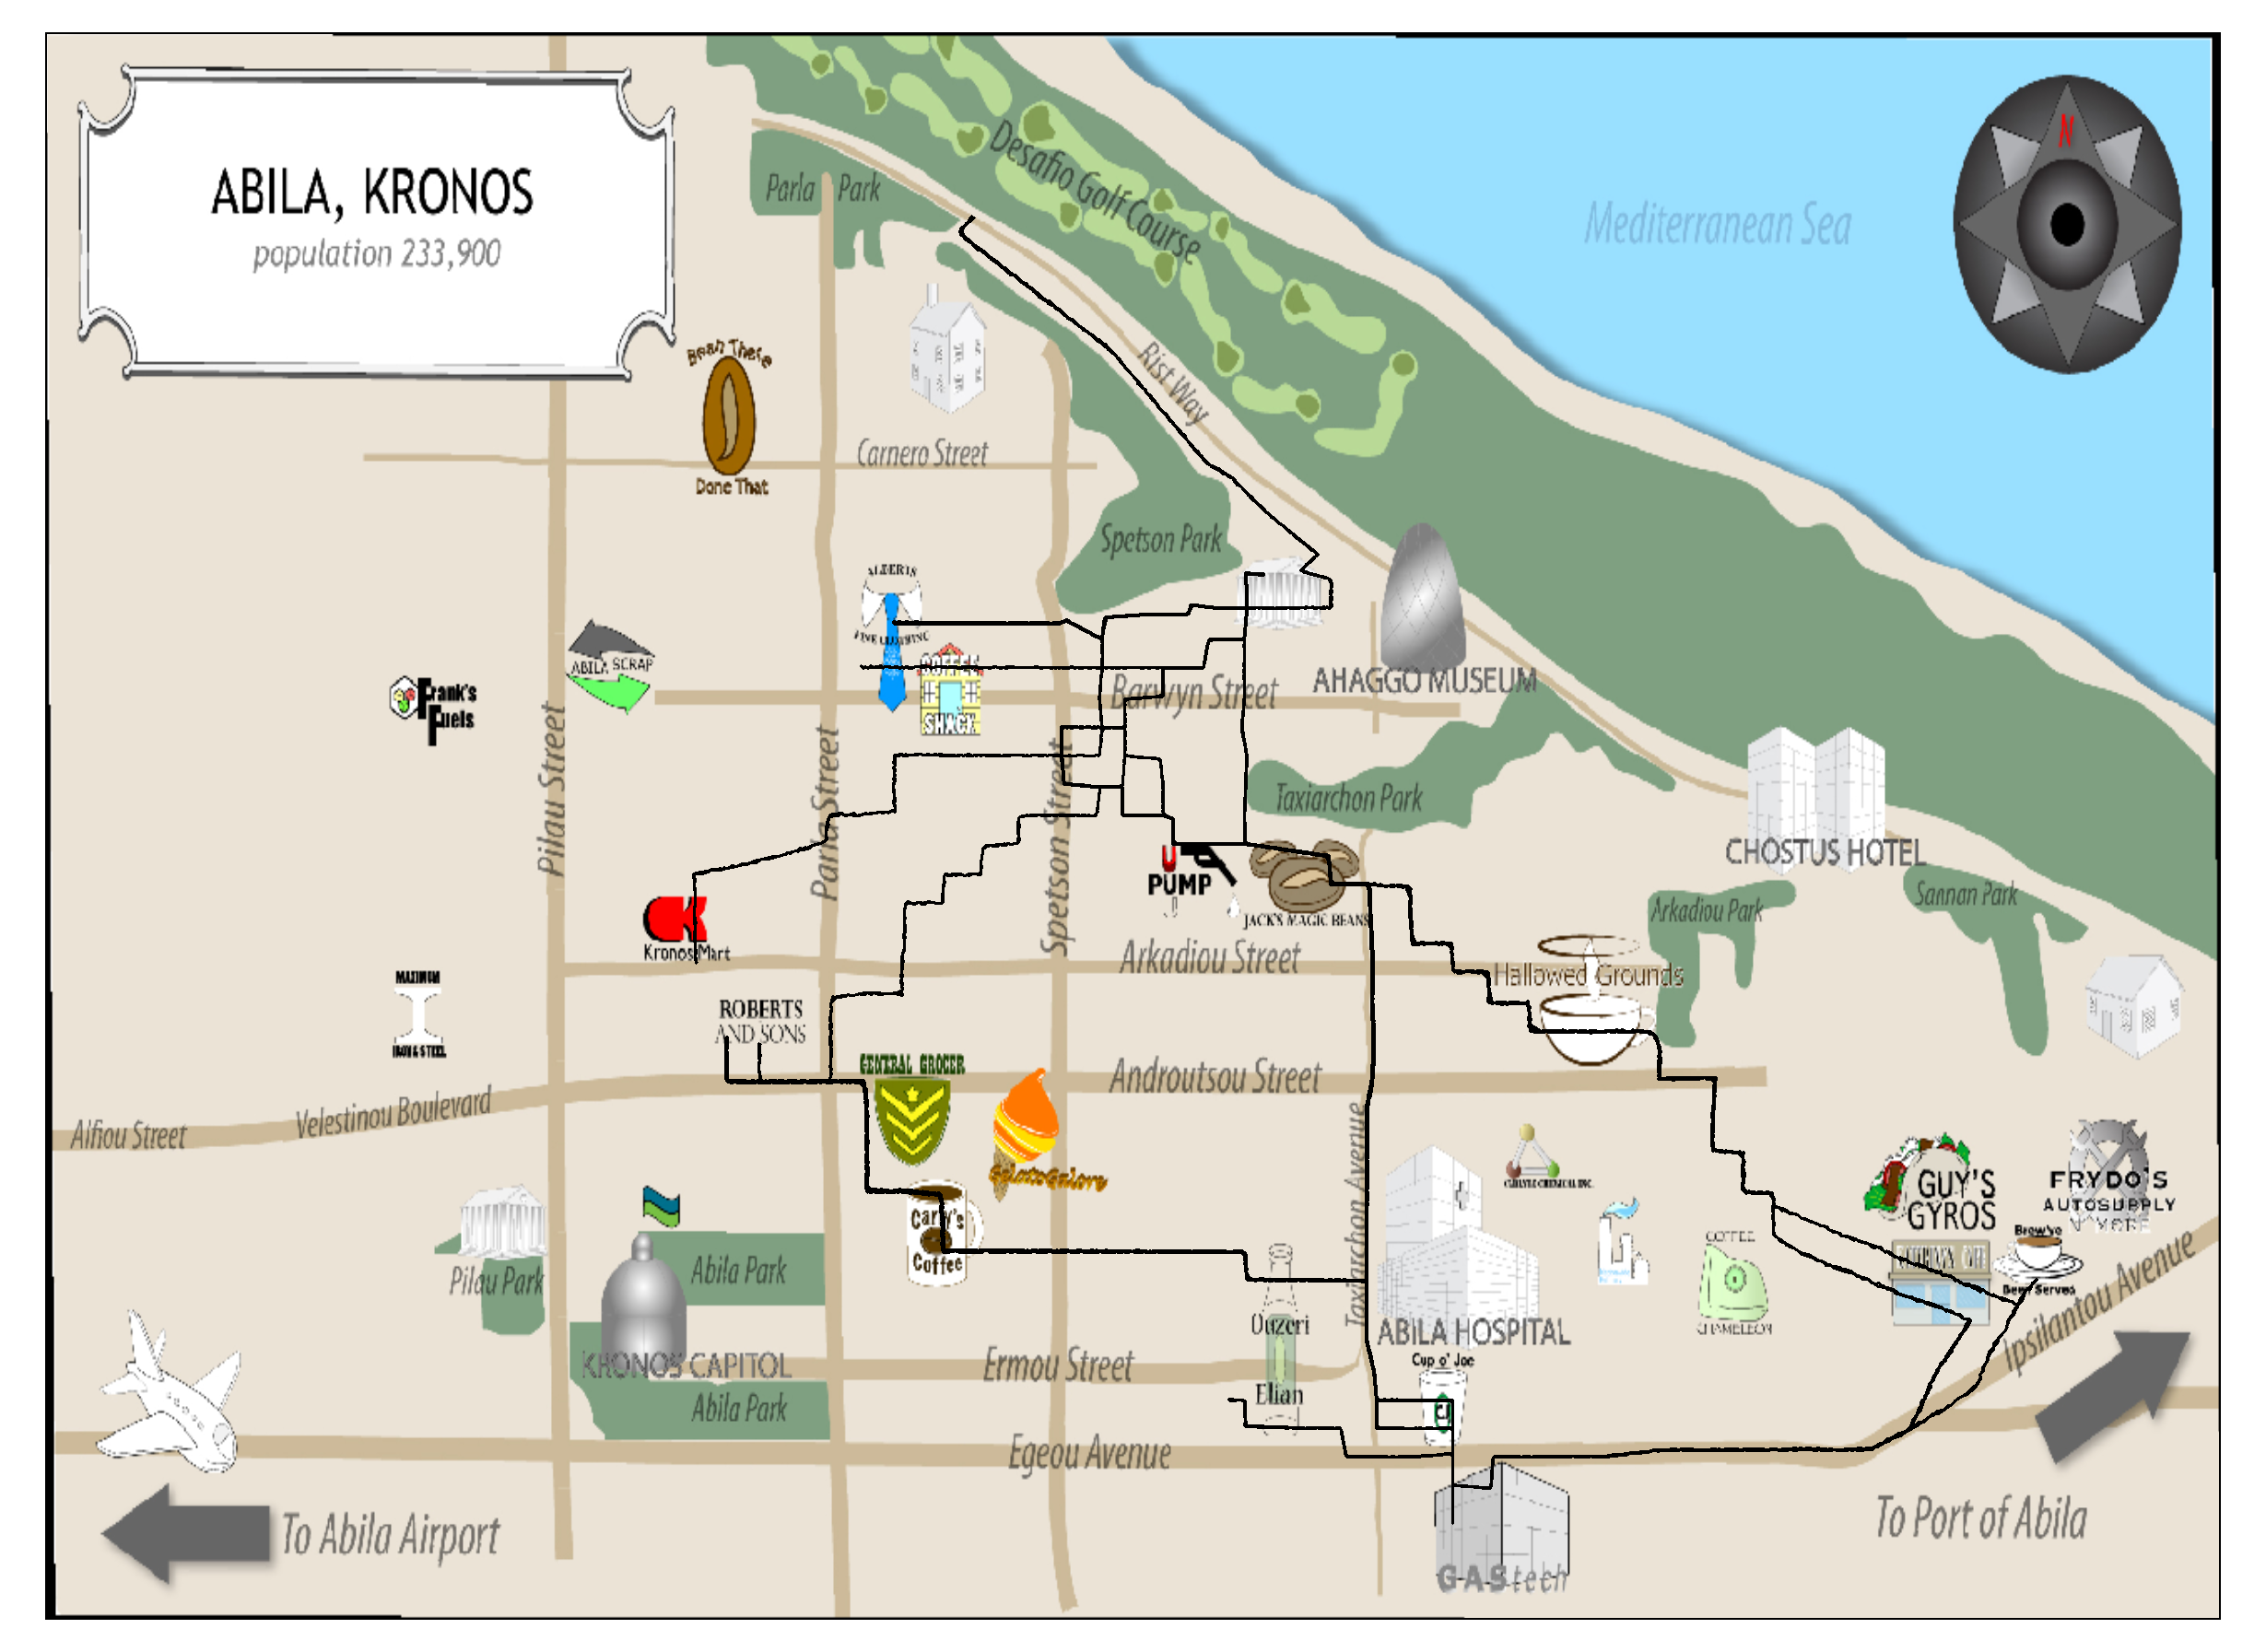 ABILA, KRONOS
population 233,900
N
Parla Park
Desafio Golf Course
Mediterranean Sea
Rist Way
Bean There
Done That
Carnero Street
Spetson Park
ALBERTS
FINE CLOTHING
ABILA SCRAP
Frank's
Fuels
COFFEE
SHACK
Barwyn Street
AHAGGO MUSEUM
Pilau Street
Parla Street
Spetson Street
Taxiarchon Park
CHOSTUS HOTEL
U
PUMP
JACK'S MAGIC BEANS
Arkadiou Park
Sannan Park
Kronos Mart
Arkadiou Street
Hallowed Grounds
MAXIMUM
IRON & STEEL
ROBERTS
AND SONS
GENERAL GROCER
Androutsou Street
Alfiou Street
Velestinou Boulevard
GelatoGalore
Taxiarchon Avenue
GUY'S
GYROS
FRYDO'S
AUTOSUPPLY
N' MORE
Carly's
Coffee
Brew've
Been Served
COFFEE
CHAMELEON
Pilau Park
Abila Park
Ouzeri
Elian
ABILA HOSPITAL
Ipsilantou Avenue
KRONOS CAPITOL
Ermou Street
Cup o' Joe
CJ
Abila Park
Egeou Avenue
To Abila Airport
To Port of Abila
GAStech